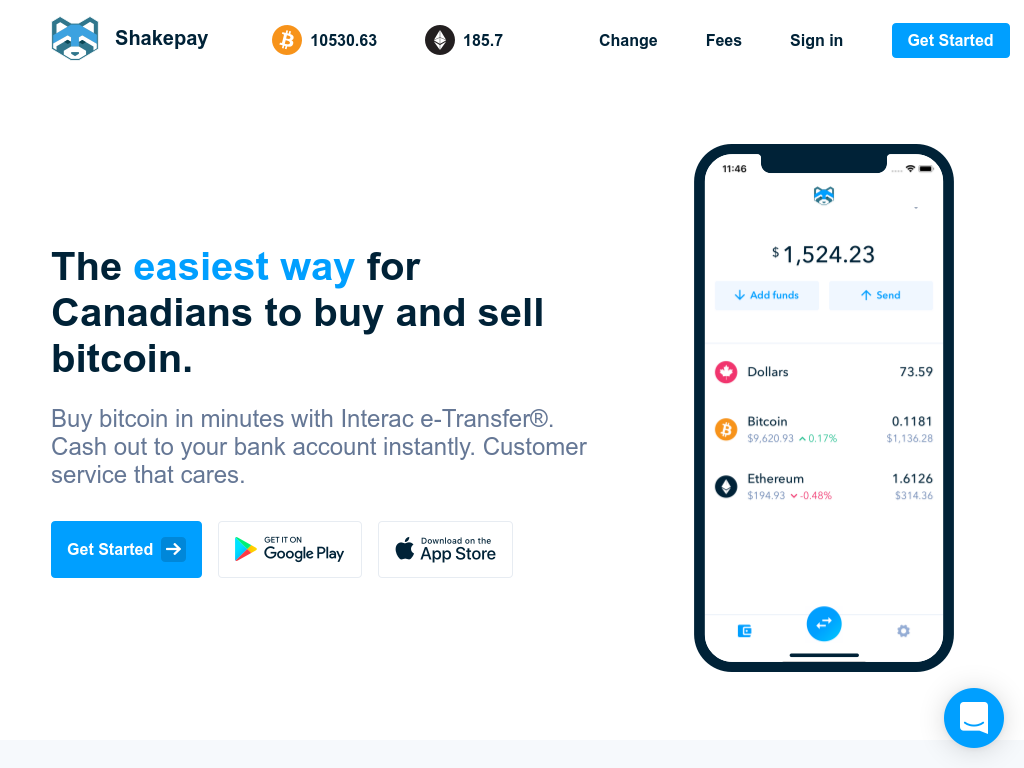 Shakepay
10530.63
185.7
Change
Fees
Sign in
Get Started
The easiest way for
Canadians to buy and sell
bitcoin.
Buy bitcoin in minutes with Interac e-Transfer®.
Cash out to your bank account instantly. Customer
service that cares.
Get Started
GET IT ON
Google Play
Download on the
App Store
11:46
$1,524.23
Add funds
Send
Dollars 73.59
Bitcoin 0.1181
$9,620.93 0.17% $1,136.28
Ethereum 1.6126
$194.93 -0.48% $314.36